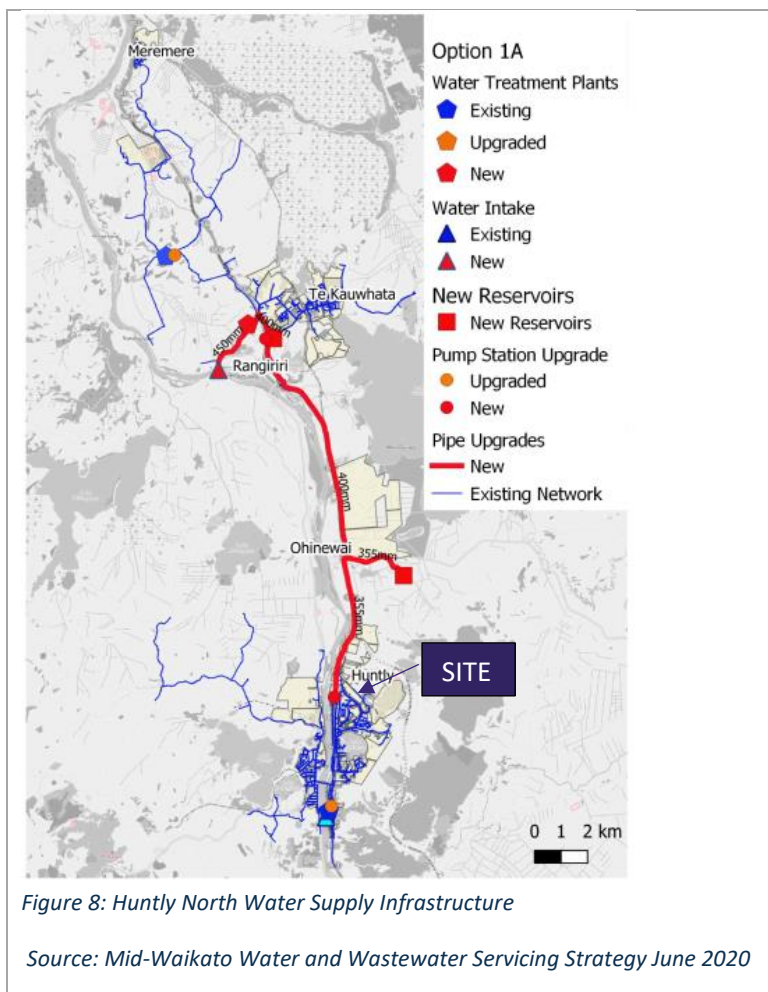 Meremere
Te Kauwhata
400mm
450mm
Rangiriri
400mm
Ohinewai
355mm
355mm
Huntly
SITE
Option 1A
Water Treatment Plants
Existing
Upgraded
New
Water Intake
Existing
New
New Reservoirs
New Reservoirs
Pump Station Upgrade
Upgraded
New
Pipe Upgrades
New
Existing Network
0 1 2 km
Figure 8: Huntly North Water Supply Infrastructure
Source: Mid-Waikato Water and Wastewater Servicing Strategy June 2020